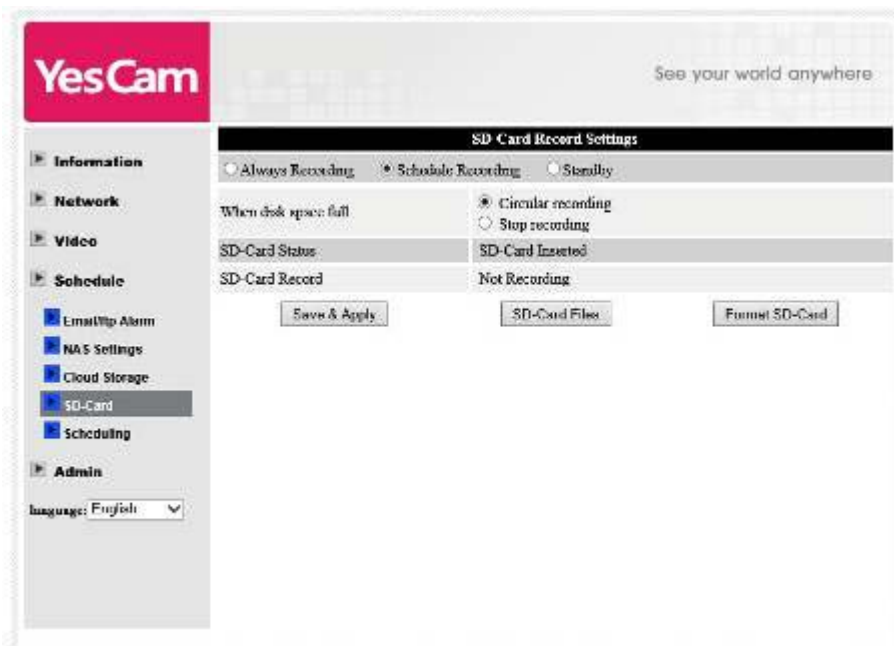 YesCam
See your world anywhere
SD-Card Record Settings
Always Recording Schedule Recording Standby
When disk space full
Circular recording
Stop recording
SD-Card Status SD-Card Inserted
SD-Card Record Not Recording
Save & Apply SD-Card Files Format SD-Card
Information
Network
Video
Schedule
Email/ftp Alarm
NAS Settings
Cloud Storage
SD-Card
Scheduling
Admin
language: English